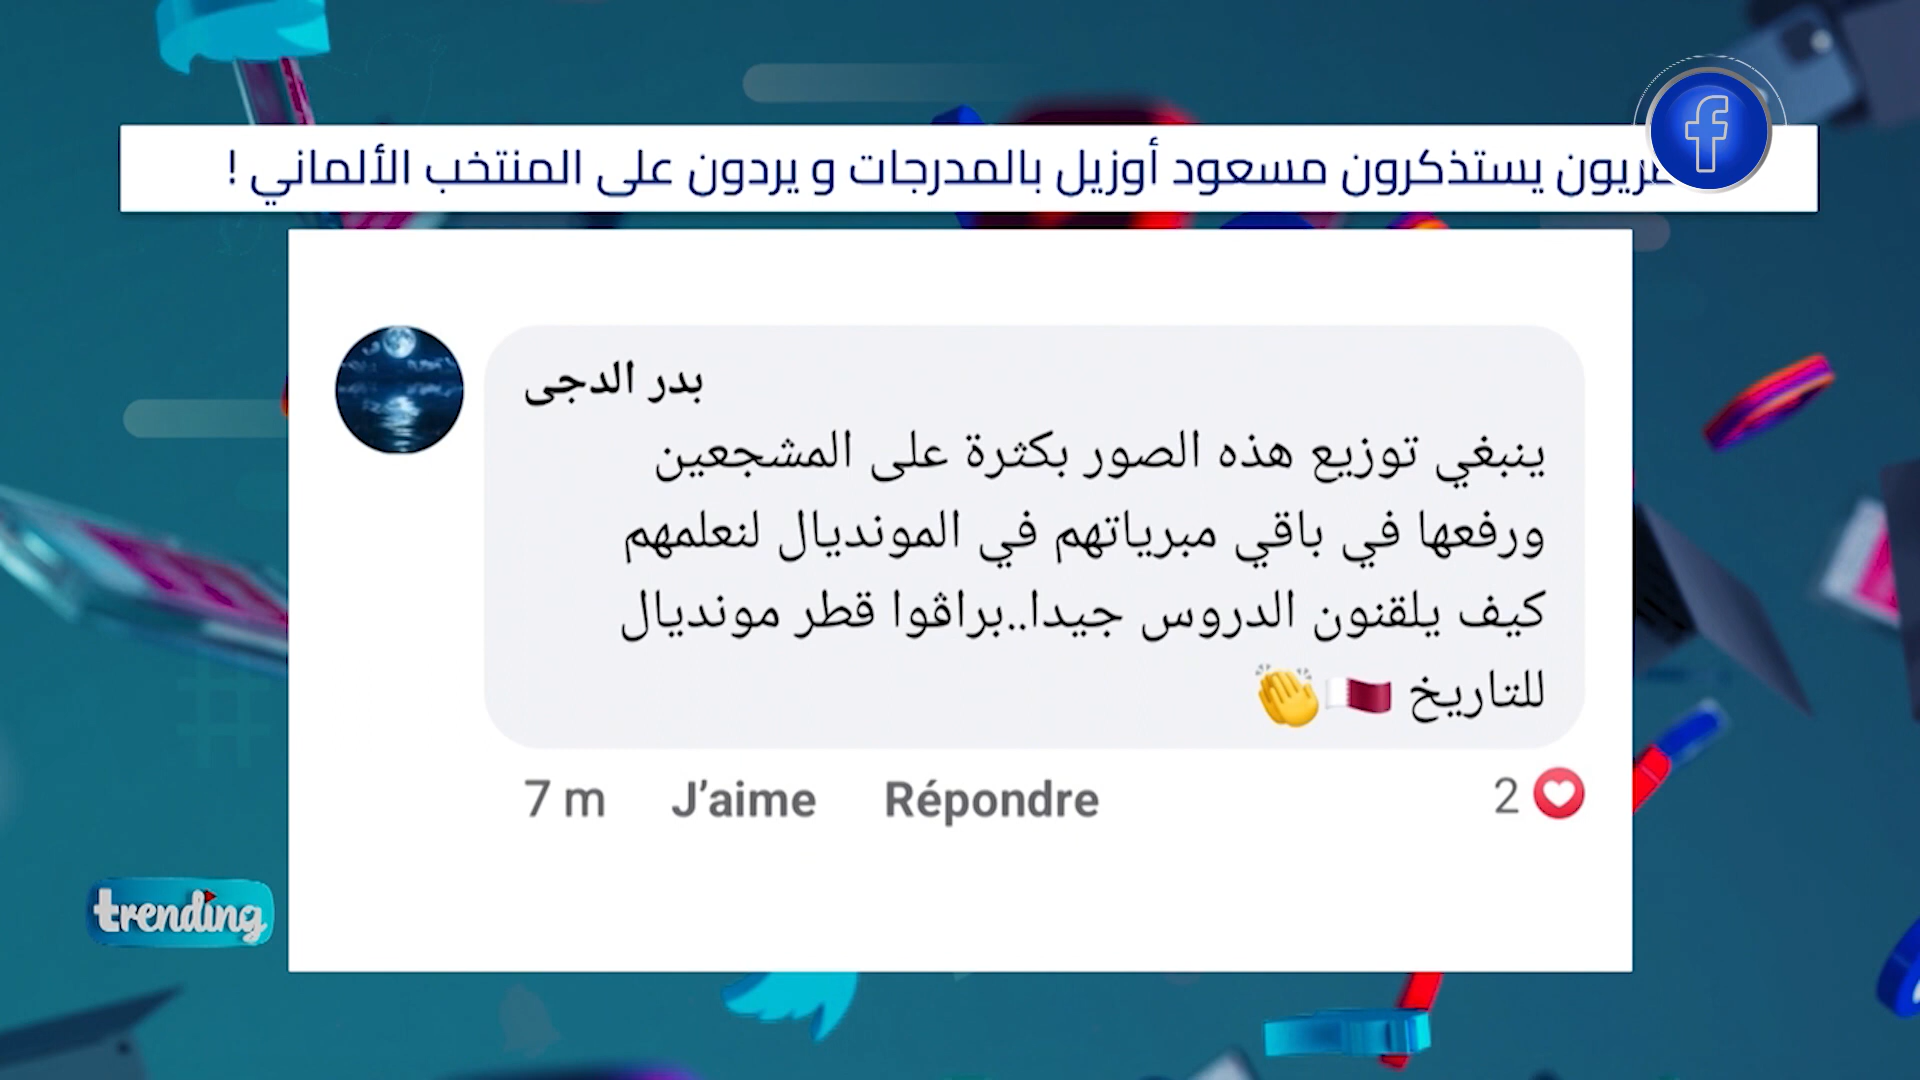 يستذكرون مسعود أوزيل بالمدرجات و يردون على المنتخب الألماني !
بدر الدجى
ينبغي توزيع هذه الصور بكثرة على المشجعين
ورفعها في باقي مبرياتهم في المونديال لنعلمهم
كيف يلقنون الدروس جيدا..براڤوا قطر مونديال
للتاريخ 🇶🇦👏
7 m J’aime Répondre 2
trending